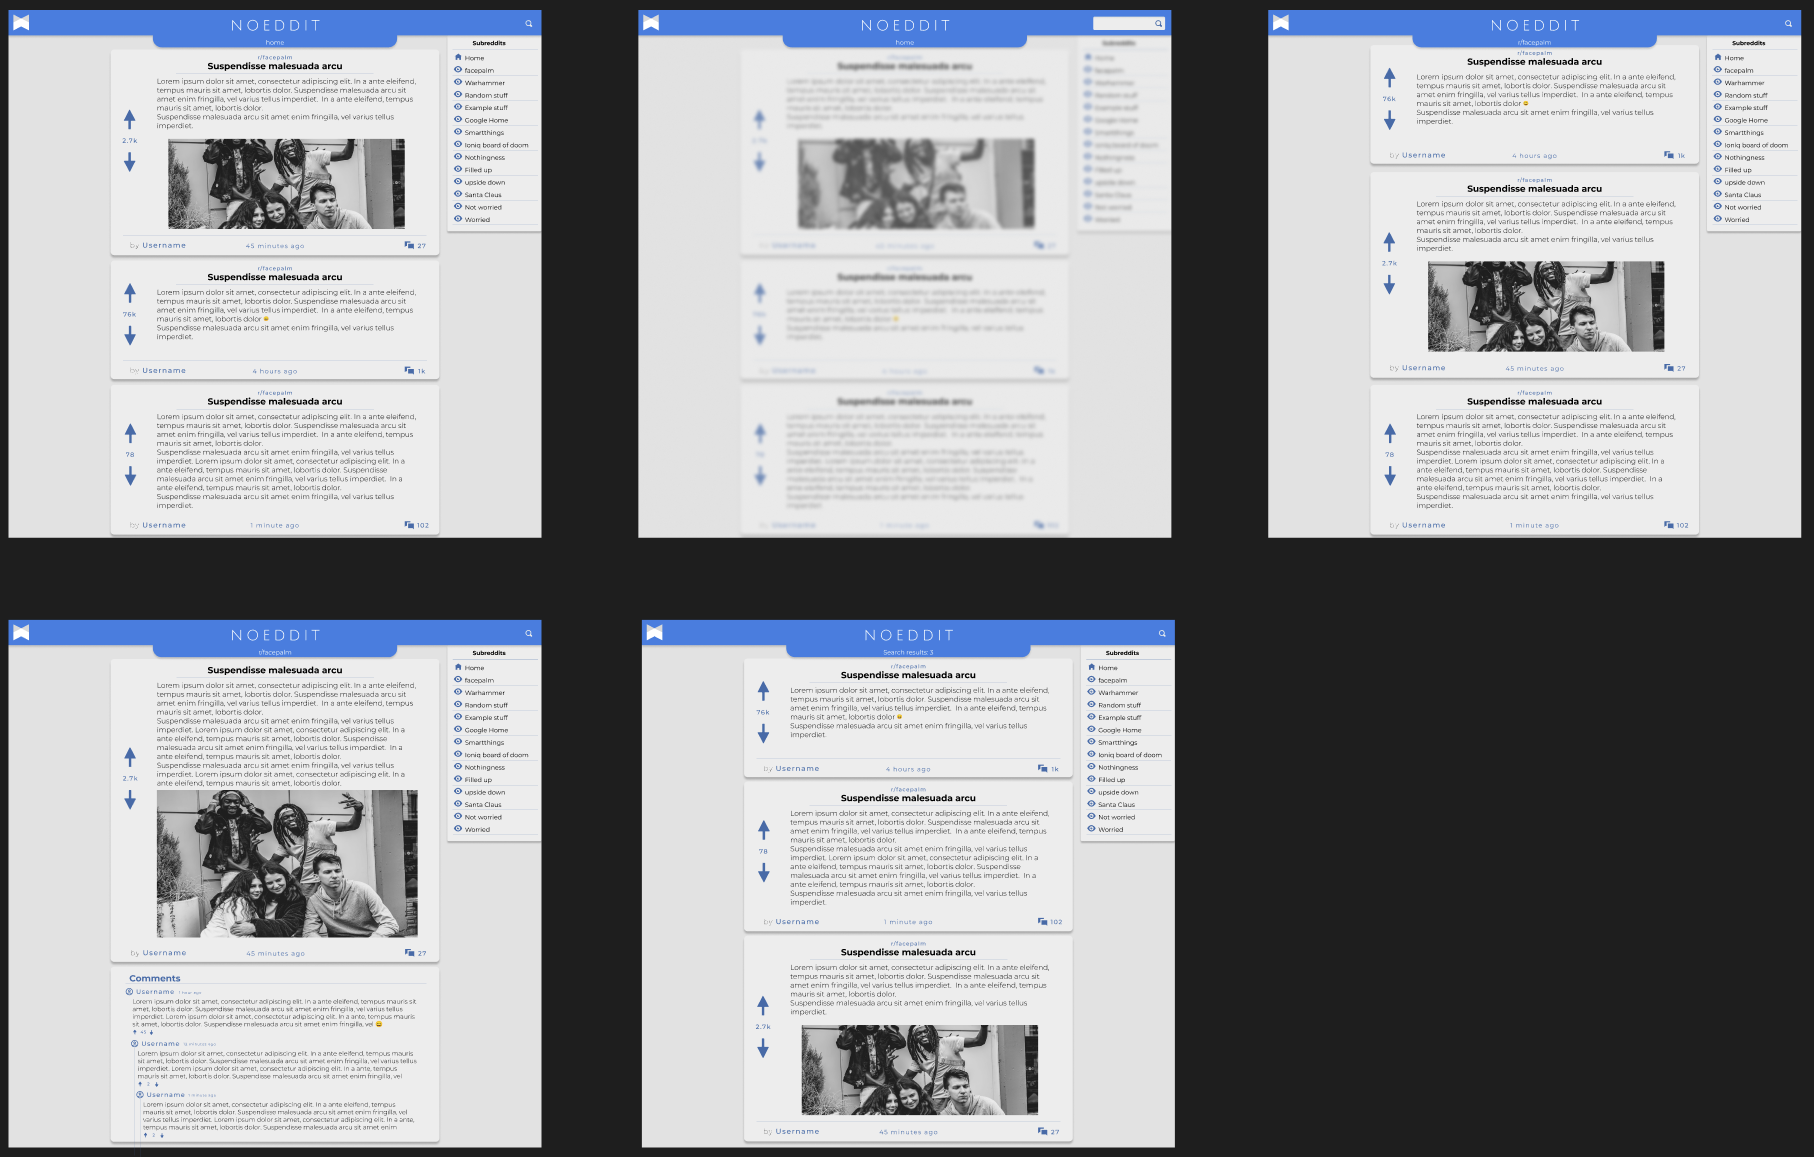 NOEDDIT
home
r/facepalm
Suspendisse malesuada arcu
Lorem ipsum dolor sit amet, consectetur adipiscing elit. In a ante eleifend,
tempus mauris sit amet, lobortis dolor. Suspendisse malesuada arcu sit
amet enim fringilla, vel varius tellus imperdiet.  In a ante eleifend, tempus
mauris sit amet, lobortis dolor.
Suspendisse malesuada arcu sit amet enim fringilla, vel varius tellus
imperdiet.
2.7k
by Username
45 minutes ago
27
r/facepalm
Suspendisse malesuada arcu
Lorem ipsum dolor sit amet, consectetur adipiscing elit. In a ante eleifend,
tempus mauris sit amet, lobortis dolor. Suspendisse malesuada arcu sit
amet enim fringilla, vel varius tellus imperdiet.  In a ante eleifend, tempus
mauris sit amet, lobortis dolor 😀
Suspendisse malesuada arcu sit amet enim fringilla, vel varius tellus
imperdiet.
76k
by Username
4 hours ago
1k
r/facepalm
Suspendisse malesuada arcu
Lorem ipsum dolor sit amet, consectetur adipiscing elit. In a ante eleifend,
tempus mauris sit amet, lobortis dolor. Suspendisse malesuada arcu sit
amet enim fringilla, vel varius tellus imperdiet.  In a ante eleifend, tempus
mauris sit amet, lobortis dolor.
Suspendisse malesuada arcu sit amet enim fringilla, vel varius tellus
imperdiet. Lorem ipsum dolor sit amet, consectetur adipiscing elit. In a
ante eleifend, tempus mauris sit amet, lobortis dolor. Suspendisse
malesuada arcu sit amet enim fringilla, vel varius tellus imperdiet.  In a
ante eleifend, tempus mauris sit amet, lobortis dolor.
Suspendisse malesuada arcu sit amet enim fringilla, vel varius tellus
imperdiet.
78
by Username
1 minute ago
102
Subreddits
Home
facepalm
Warhammer
Random stuff
Example stuff
Google Home
Smartthings
Ioniq board of doom
Nothingness
Filled up
upside down
Santa Claus
Not worried
Worried
NOEDDIT
home
NOEDDIT
r/facepalm
r/facepalm
Suspendisse malesuada arcu
Lorem ipsum dolor sit amet, consectetur adipiscing elit. In a ante eleifend,
tempus mauris sit amet, lobortis dolor. Suspendisse malesuada arcu sit
amet enim fringilla, vel varius tellus imperdiet.  In a ante eleifend, tempus
mauris sit amet, lobortis dolor 😀
Suspendisse malesuada arcu sit amet enim fringilla, vel varius tellus
imperdiet.
76k
by Username
4 hours ago
1k
r/facepalm
Suspendisse malesuada arcu
Lorem ipsum dolor sit amet, consectetur adipiscing elit. In a ante eleifend,
tempus mauris sit amet, lobortis dolor. Suspendisse malesuada arcu sit
amet enim fringilla, vel varius tellus imperdiet.  In a ante eleifend, tempus
mauris sit amet, lobortis dolor.
Suspendisse malesuada arcu sit amet enim fringilla, vel varius tellus
imperdiet.
2.7k
by Username
45 minutes ago
27
r/facepalm
Suspendisse malesuada arcu
Lorem ipsum dolor sit amet, consectetur adipiscing elit. In a ante eleifend,
tempus mauris sit amet, lobortis dolor. Suspendisse malesuada arcu sit
amet enim fringilla, vel varius tellus imperdiet.  In a ante eleifend, tempus
mauris sit amet, lobortis dolor.
Suspendisse malesuada arcu sit amet enim fringilla, vel varius tellus
imperdiet. Lorem ipsum dolor sit amet, consectetur adipiscing elit. In a
ante eleifend, tempus mauris sit amet, lobortis dolor. Suspendisse
malesuada arcu sit amet enim fringilla, vel varius tellus imperdiet.  In a
ante eleifend, tempus mauris sit amet, lobortis dolor.
Suspendisse malesuada arcu sit amet enim fringilla, vel varius tellus
imperdiet.
78
by Username
1 minute ago
102
Subreddits
Home
facepalm
Warhammer
Random stuff
Example stuff
Google Home
Smartthings
Ioniq board of doom
Nothingness
Filled up
upside down
Santa Claus
Not worried
Worried
NOEDDIT
r/facepalm
Suspendisse malesuada arcu
Lorem ipsum dolor sit amet, consectetur adipiscing elit. In a ante eleifend,
tempus mauris sit amet, lobortis dolor. Suspendisse malesuada arcu sit
amet enim fringilla, vel varius tellus imperdiet.  In a ante eleifend, tempus
mauris sit amet, lobortis dolor.
Suspendisse malesuada arcu sit amet enim fringilla, vel varius tellus
imperdiet. Lorem ipsum dolor sit amet, consectetur adipiscing elit. In a
ante eleifend, tempus mauris sit amet, lobortis dolor. Suspendisse
malesuada arcu sit amet enim fringilla, vel varius tellus imperdiet.  In a
ante eleifend, tempus mauris sit amet, lobortis dolor.
Suspendisse malesuada arcu sit amet enim fringilla, vel varius tellus
imperdiet. Lorem ipsum dolor sit amet, consectetur adipiscing elit. In a
ante eleifend, tempus mauris sit amet, lobortis dolor.
2.7k
by Username
45 minutes ago
27
Comments
Username 1 hour ago
Lorem ipsum dolor sit amet, consectetur adipiscing elit. In a ante eleifend, tempus mauris sit
amet, lobortis dolor. Suspendisse malesuada arcu sit amet enim fringilla, vel varius tellus
imperdiet. Lorem ipsum dolor sit amet, consectetur adipiscing elit. In a ante, tempus mauris
sit amet, lobortis dolor. Suspendisse malesuada arcu sit amet enim fringilla, vel 😀
45
Username
Lorem ipsum dolor sit amet, consectetur adipiscing elit. In a ante eleifend, tempus mauris
sit amet, lobortis dolor. Suspendisse malesuada arcu sit amet enim fringilla, vel varius tellus
imperdiet. Lorem ipsum dolor sit amet, consectetur adipiscing elit. In a ante, tempus
mauris sit amet, lobortis dolor. Suspendisse malesuada arcu sit amet enim fringilla, vel
Username 1 minute ago
Lorem ipsum dolor sit amet, consectetur adipiscing elit. In a ante eleifend, tempus
mauris sit amet, lobortis dolor. Suspendisse malesuada arcu sit amet enim fringilla, vel
varius tellus imperdiet. Lorem ipsum dolor sit amet, consectetur adipiscing elit. In a ante,
tempus mauris sit amet, lobortis dolor. Suspendisse malesuada arcu sit amet enim
Subreddits
Home
facepalm
Warhammer
Random stuff
Example stuff
Google Home
Smartthings
Ioniq board of doom
Nothingness
Filled up
upside down
Santa Claus
Not worried
Worried
NOEDDIT
Search results: 3
r/facepalm
Suspendisse malesuada arcu
Lorem ipsum dolor sit amet, consectetur adipiscing elit. In a ante eleifend,
tempus mauris sit amet, lobortis dolor. Suspendisse malesuada arcu sit
amet enim fringilla, vel varius tellus imperdiet.  In a ante eleifend, tempus
mauris sit amet, lobortis dolor 😀
Suspendisse malesuada arcu sit amet enim fringilla, vel varius tellus
imperdiet.
76k
by Username
4 hours ago
1k
r/facepalm
Suspendisse malesuada arcu
Lorem ipsum dolor sit amet, consectetur adipiscing elit. In a ante eleifend,
tempus mauris sit amet, lobortis dolor. Suspendisse malesuada arcu sit
amet enim fringilla, vel varius tellus imperdiet.  In a ante eleifend, tempus
mauris sit amet, lobortis dolor.
Suspendisse malesuada arcu sit amet enim fringilla, vel varius tellus
imperdiet. Lorem ipsum dolor sit amet, consectetur adipiscing elit. In a
ante eleifend, tempus mauris sit amet, lobortis dolor. Suspendisse
malesuada arcu sit amet enim fringilla, vel varius tellus imperdiet.  In a
ante eleifend, tempus mauris sit amet, lobortis dolor.
Suspendisse malesuada arcu sit amet enim fringilla, vel varius tellus
imperdiet.
78
by Username
1 minute ago
102
r/facepalm
Suspendisse malesuada arcu
Lorem ipsum dolor sit amet, consectetur adipiscing elit. In a ante eleifend,
tempus mauris sit amet, lobortis dolor. Suspendisse malesuada arcu sit
amet enim fringilla, vel varius tellus imperdiet.  In a ante eleifend, tempus
mauris sit amet, lobortis dolor.
Suspendisse malesuada arcu sit amet enim fringilla, vel varius tellus
imperdiet.
2.7k
by Username
45 minutes ago
27
Subreddits
Home
facepalm
Warhammer
Random stuff
Example stuff
Google Home
Smartthings
Ioniq board of doom
Nothingness
Filled up
upside down
Santa Claus
Not worried
Worried